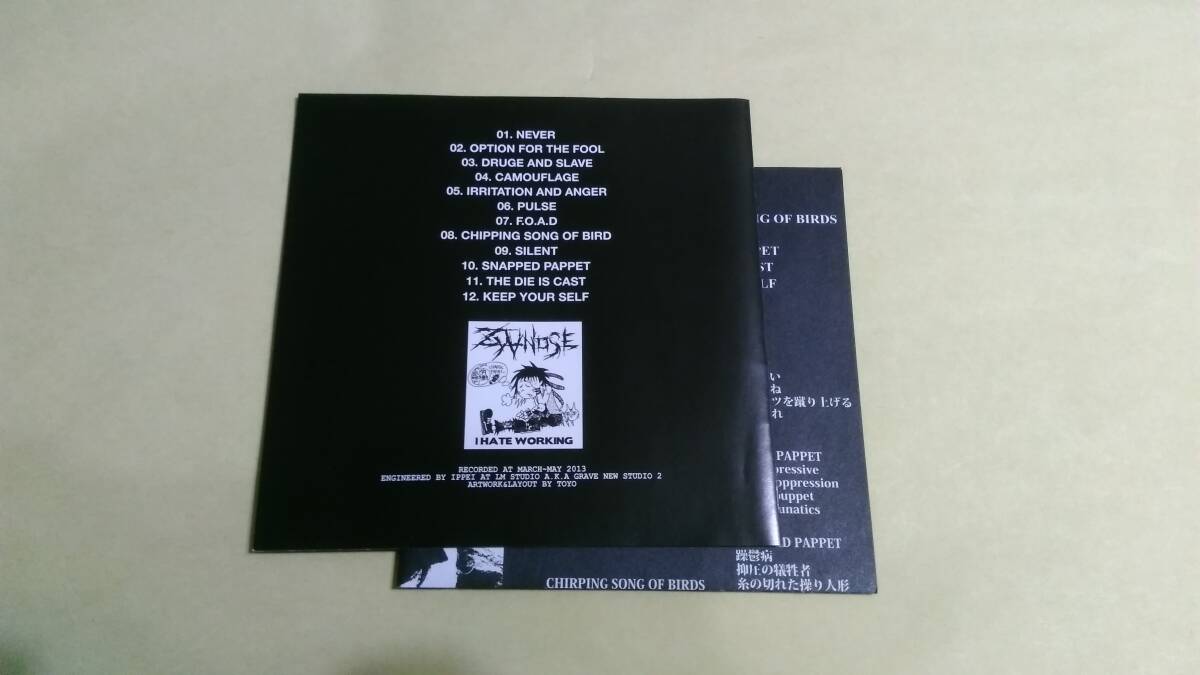 01. NEVER
02. OPTION FOR THE FOOL
03. DRUGE AND SLAVE
04. CAMOUFLAGE
05. IRRITATION AND ANGER
06. PULSE
07. F.O.A.D
08. CHIPPING SONG OF BIRD
09. SILENT
10. SNAPPED PAPPET
11. THE DIE IS CAST
12. KEEP YOUR SELF
ZYANOSE
I HATE WORKING
RECORDED AT MARCH-MAY 2013
ENGINEERED BY IPPEI AT LM STUDIO A.K.A GRAVE NEW STUDIO 2
ARTWORK&LAYOUT BY TOYO
NG OF BIRDS
PET
ST
LF
い
ね
ツを蹴り上げる
れ
PAPPET
pressive
oppression
puppet
unatics
ED PAPPET
躁鬱病
抑圧の犠牲者
糸の切れた操り人形
CHIRPING SONG OF BIRDS